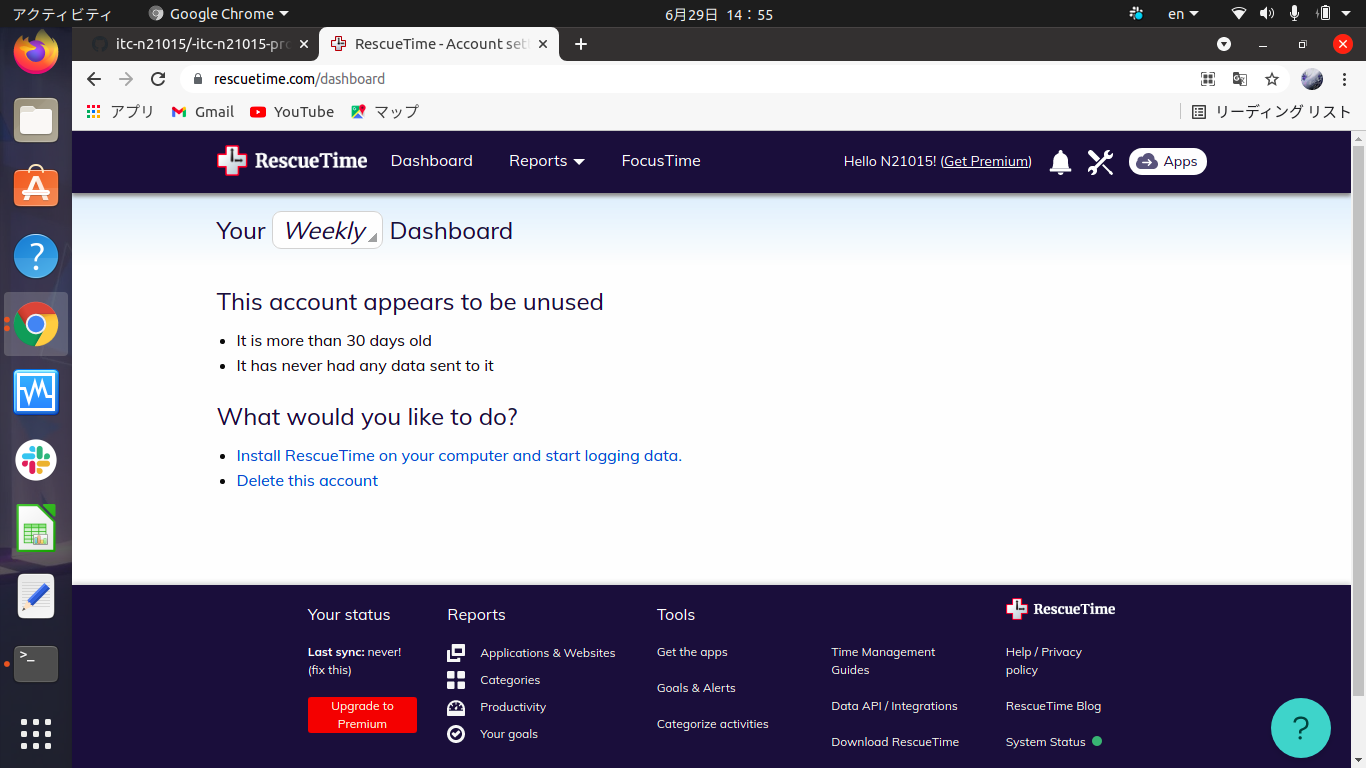 アクティビティ Google Chrome 6月29日 14:55 en
itc-n21015/-itc-n21015-pro RescueTime - Account set
rescuetime.com/dashboard
アプリ Gmail YouTube マップ リーディング リスト
RescueTime Dashboard Reports FocusTime Hello N21015! (Get Premium) Apps
Your Weekly Dashboard
This account appears to be unused
It is more than 30 days old
It has never had any data sent to it
What would you like to do?
Install RescueTime on your computer and start logging data.
Delete this account
Your status
Last sync: never!
(fix this)
Upgrade to
Premium
Reports
Applications & Websites
Categories
Productivity
Your goals
Tools
Get the apps
Goals & Alerts
Categorize activities
Time Management
Guides
Data API / Integrations
Download RescueTime
RescueTime
Help / Privacy
policy
RescueTime Blog
System Status
?